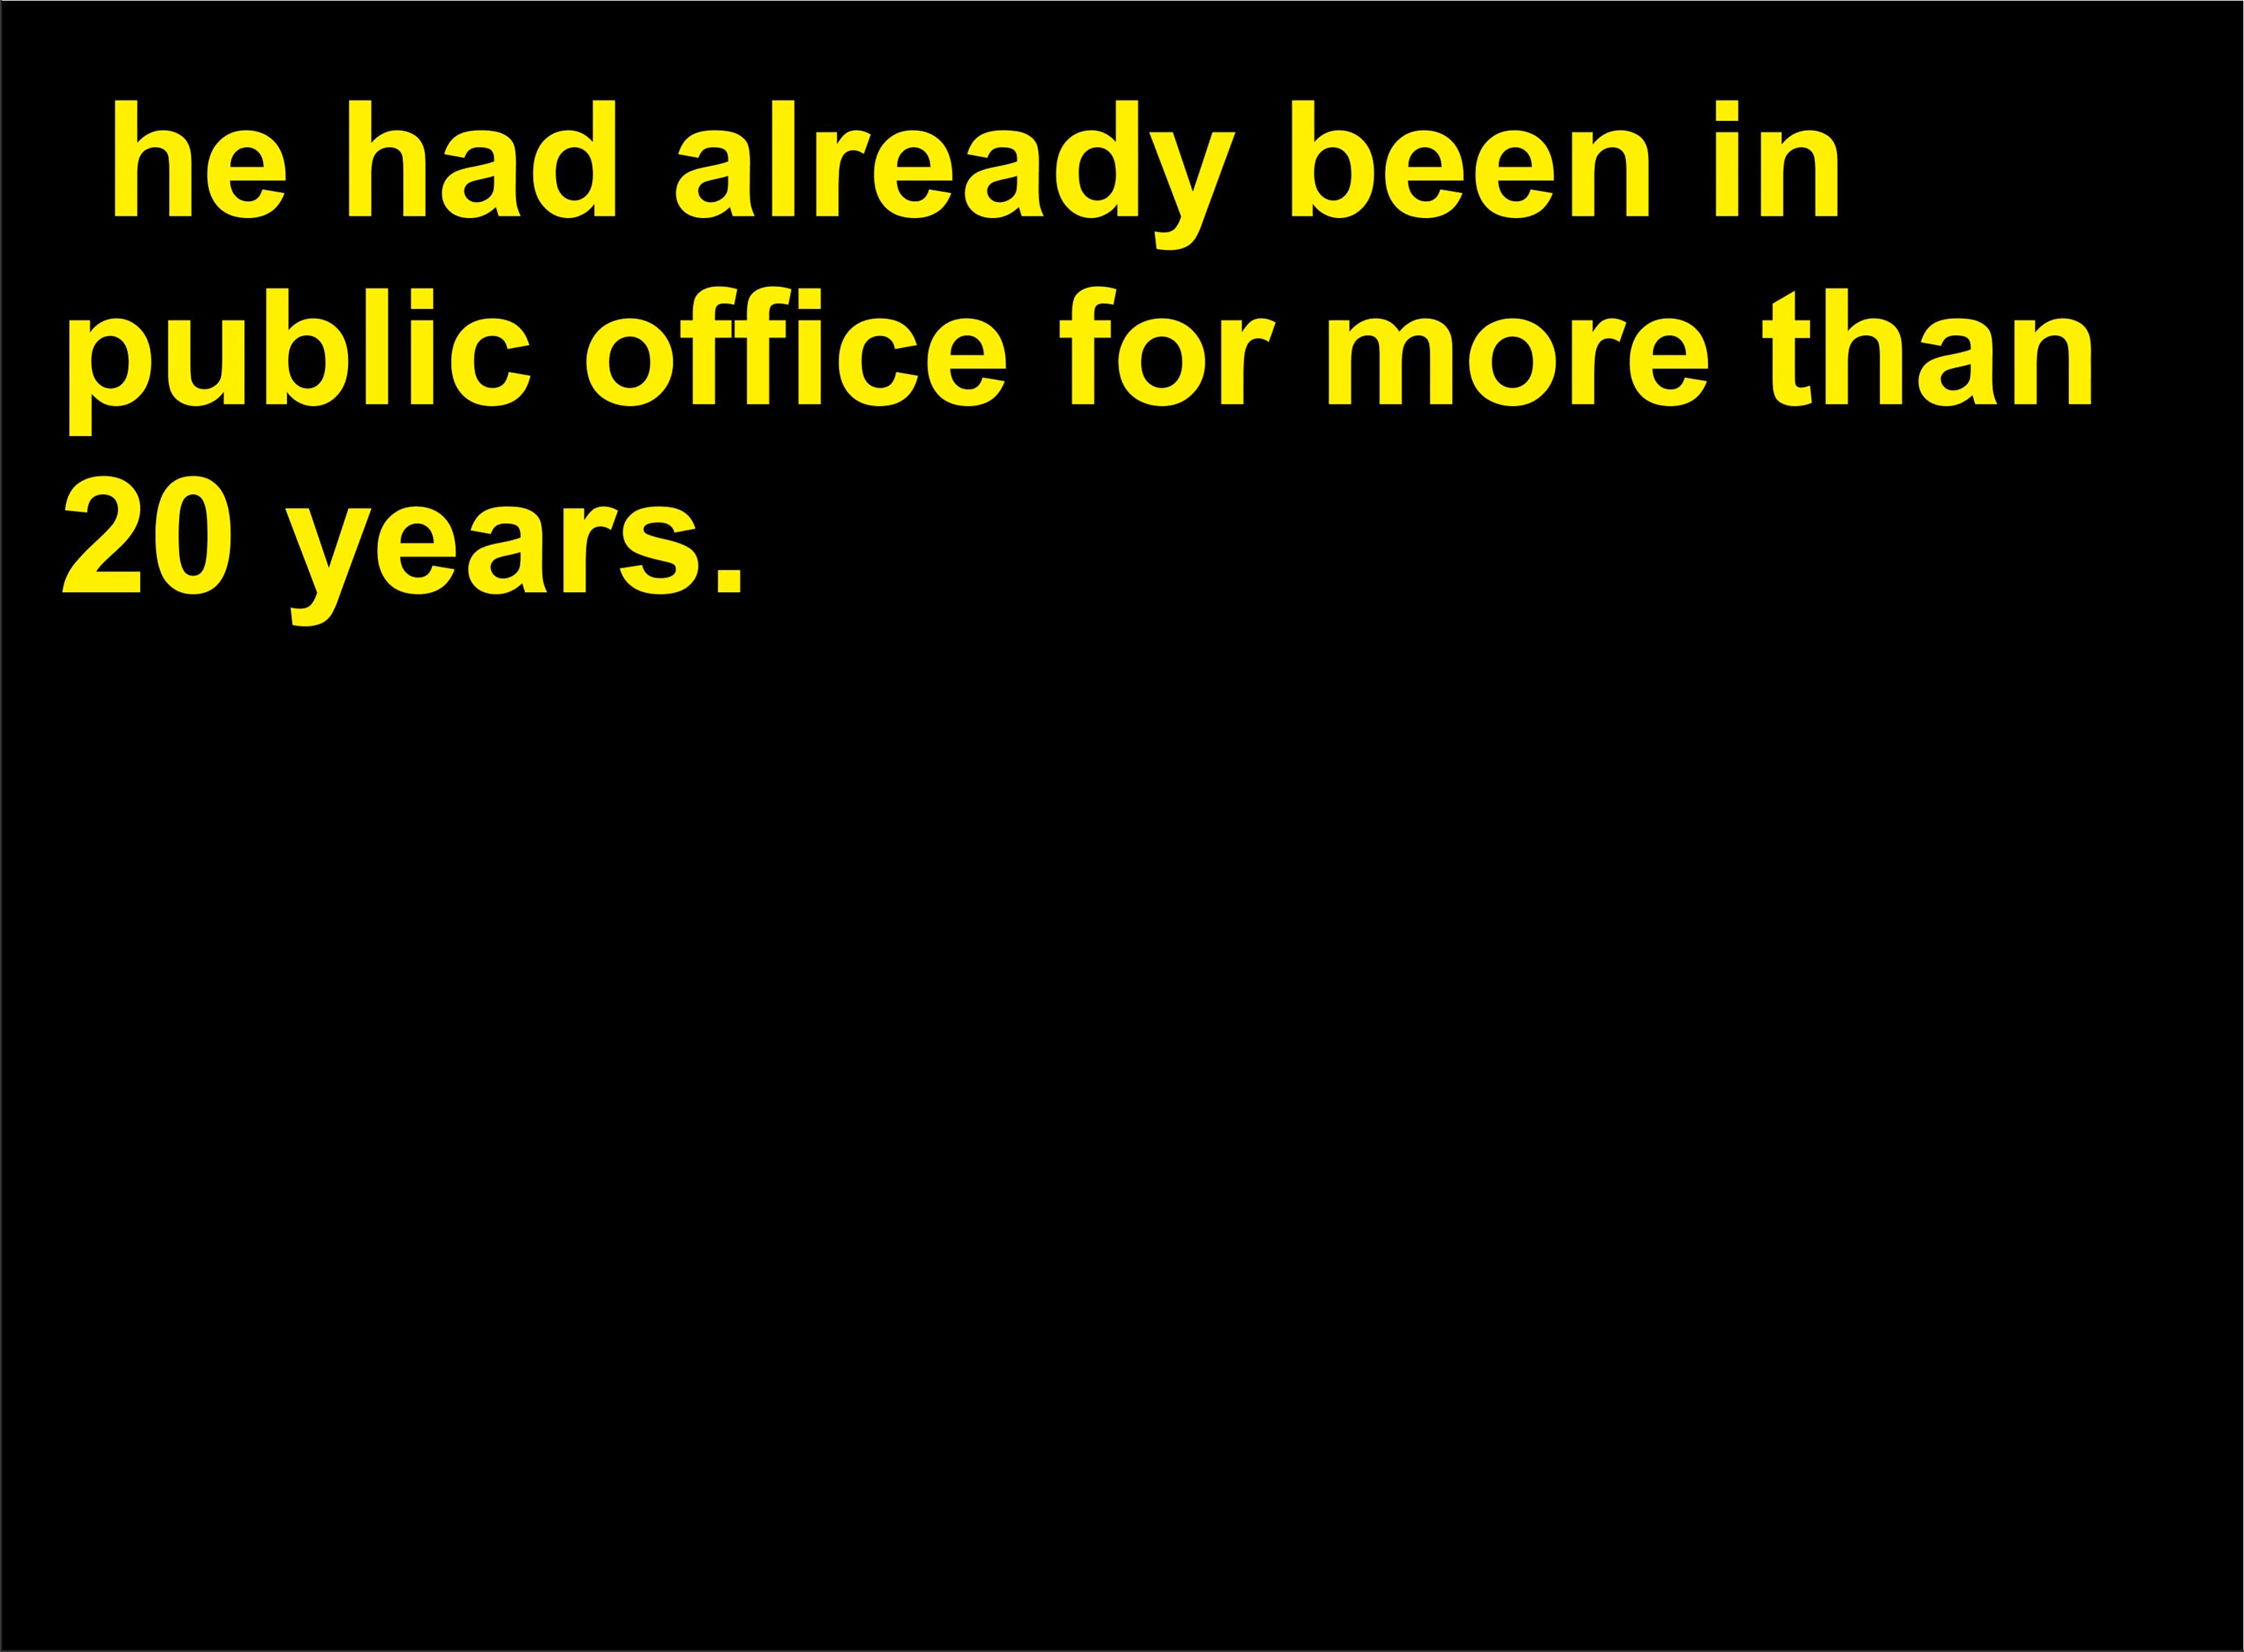 he had already been in
public office for more than
20 years.